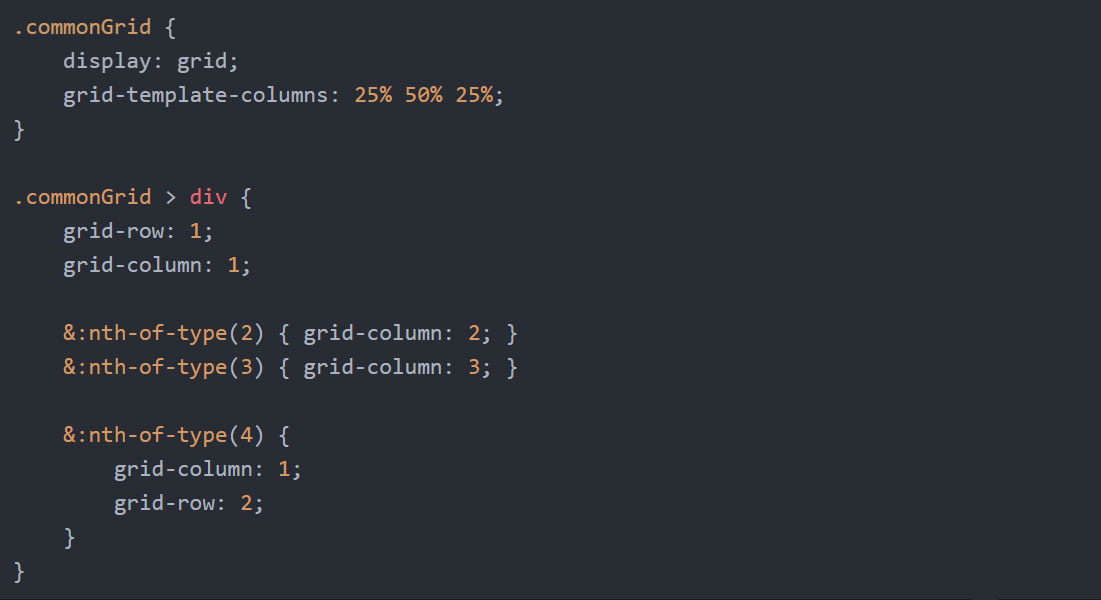 .commonGrid {
    display: grid;
    grid-template-columns: 25% 50% 25%;
}

.commonGrid > div {
    grid-row: 1;
    grid-column: 1;

    &:nth-of-type(2) { grid-column: 2; }
    &:nth-of-type(3) { grid-column: 3; }

    &:nth-of-type(4) {
        grid-column: 1;
        grid-row: 2;
    }
}